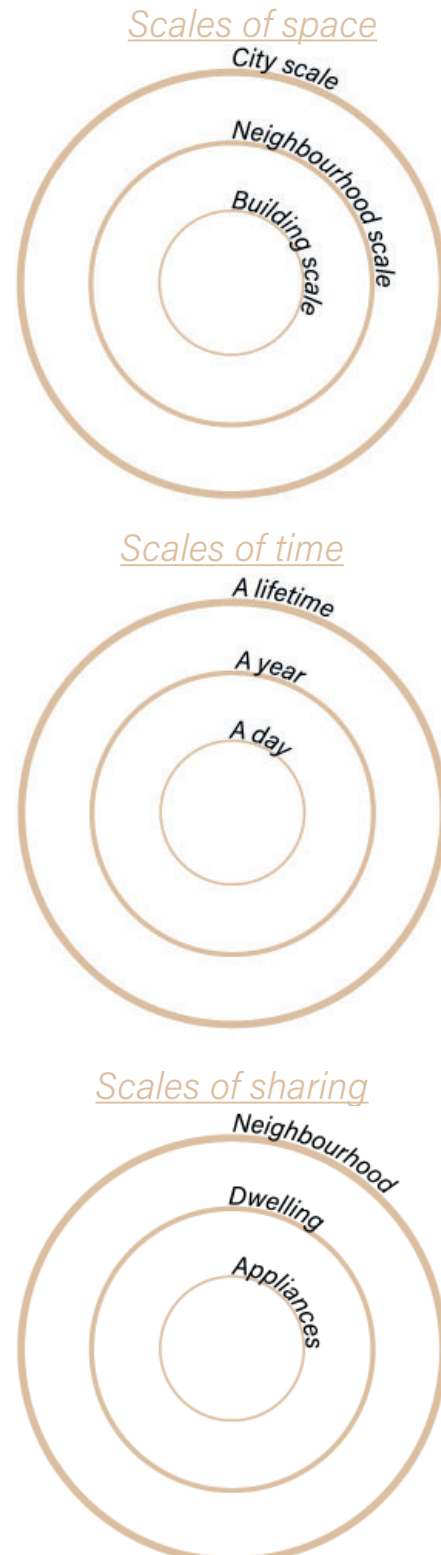 Scales of space
City scale
Neighbourhood scale
Building scale
Scales of time
A lifetime
A year
A day
Scales of sharing
Neighbourhood
Dwelling
Appliances